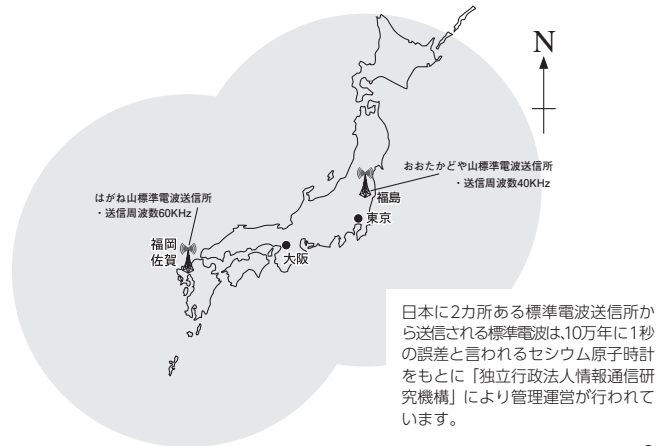 N
おおたかどや山標準電波送信所
・送信周波数40KHz
はがね山標準電波送信所
・送信周波数60KHz
福島
東京
福岡
佐賀
大阪
日本に2カ所ある標準電波送信所か
ら送信される標準電波は、10万年に1秒
の誤差と言われるセシウム原子時計
をもとに「独立行政法人情報通信研
究機構」により管理運営が行われて
います。